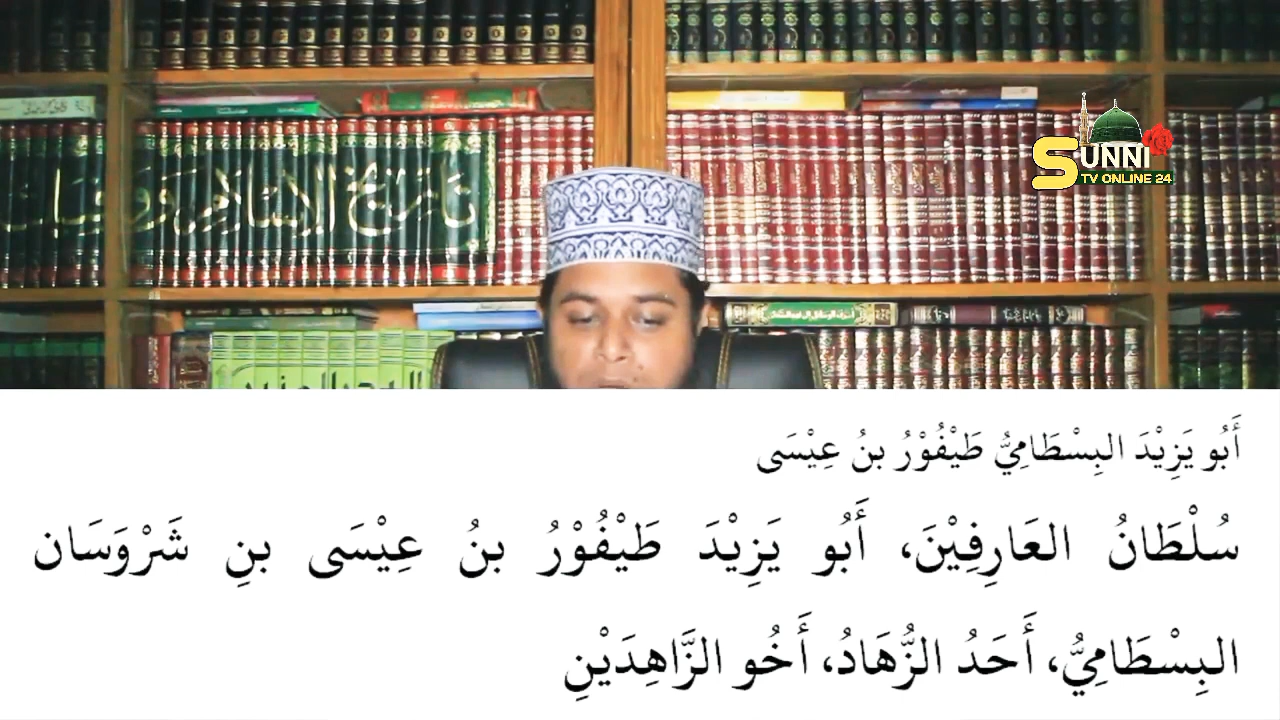 SUNNI
TV ONLINE 24
أَبُو يَزِيْدَ البِسْطَامِيُّ طَيْفُوْرُ بنُ عِيْسَى
سُلْطَانُ العَارِفِيْنَ، أَبُو يَزِيْدَ طَيْفُوْرُ بنُ عِيْسَى بنِ شَرْوَسَان
البِسْطَامِيُّ، أَحَدُ الزُّهَادُ، أَخُو الزَّاهِدَيْنِ